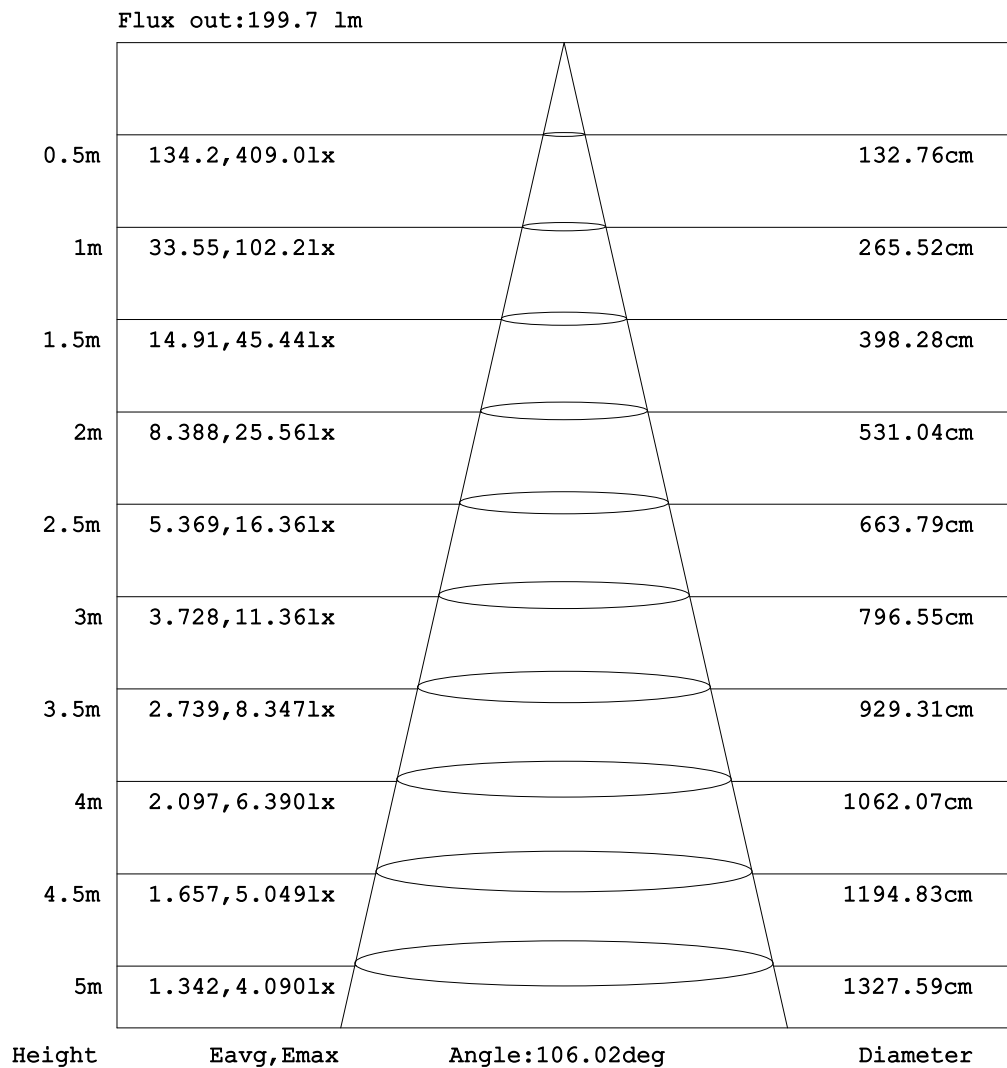 Flux out:199.7 lm
0.5m 134.2,409.0lx 132.76cm
1m 33.55,102.2lx 265.52cm
1.5m 14.91,45.44lx 398.28cm
2m 8.388,25.56lx 531.04cm
2.5m 5.369,16.36lx 663.79cm
3m 3.728,11.36lx 796.55cm
3.5m 2.739,8.347lx 929.31cm
4m 2.097,6.390lx 1062.07cm
4.5m 1.657,5.049lx 1194.83cm
5m 1.342,4.090lx 1327.59cm
Height Eavg,Emax Angle:106.02deg Diameter